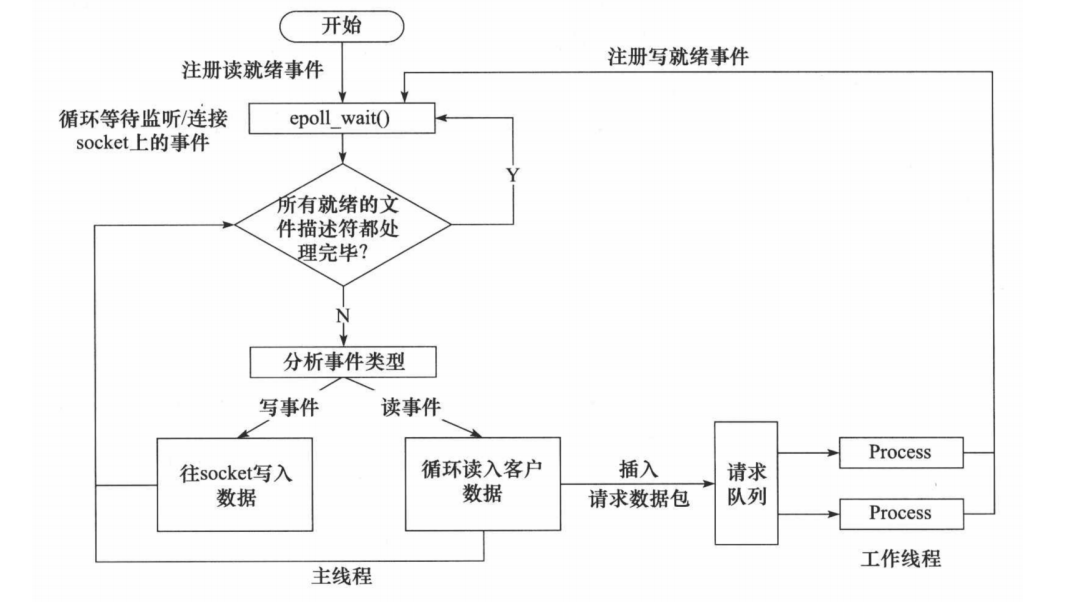 开始
注册读就绪事件
注册写就绪事件
循环等待监听/连接
socket上的事件
epoll_wait()
Y
所有就绪的文
件描述符都处
理完毕？
N
分析事件类型
写事件
读事件
往socket写入
数据
循环读入客户
数据
插入
请求数据包
请求
队列
Process
Process
主线程
工作线程